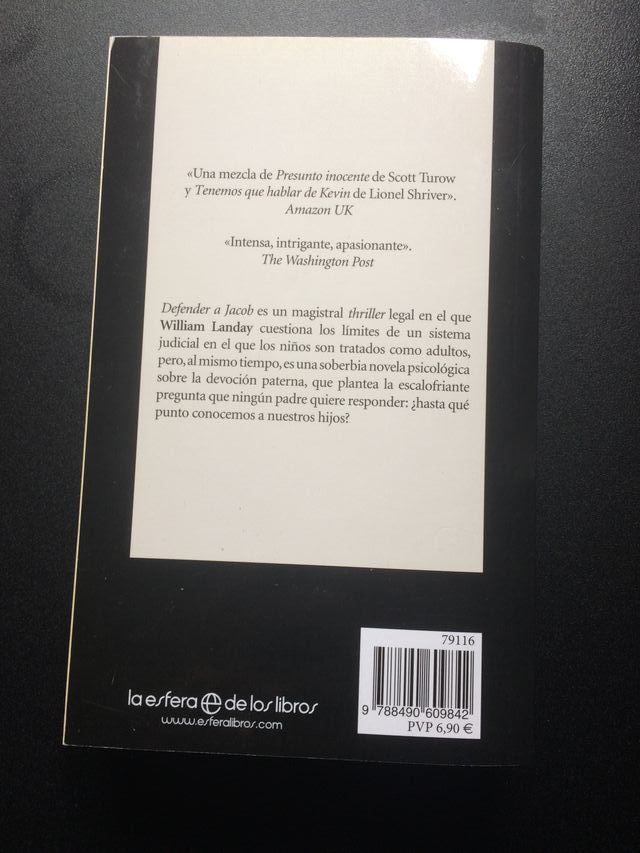 «Una mezcla de Presunto inocente de Scott Turow
y Tenemos que hablar de Kevin de Lionel Shriver».
Amazon UK
«Intensa, intrigante, apasionante».
The Washington Post
Defender a Jacob es un magistral thriller legal en el que
William Landay cuestiona los límites de un sistema
judicial en el que los niños son tratados como adultos,
pero, al mismo tiempo, es una soberbia novela psicológica
sobre la devoción paterna, que plantea la escalofriante
pregunta que ningún padre quiere responder: ¿hasta qué
punto conocemos a nuestros hijos?
79116
9 788490 609842
PVP 6,90 €
la esfera de los libros
www.esferalibros.com